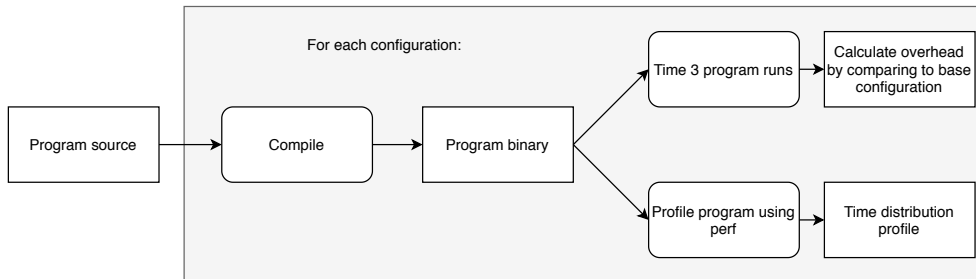 For each configuration:
Program source
Compile
Program binary
Time 3 program runs
Calculate overhead
by comparing to base
configuration
Profile program using
perf
Time distribution
profile